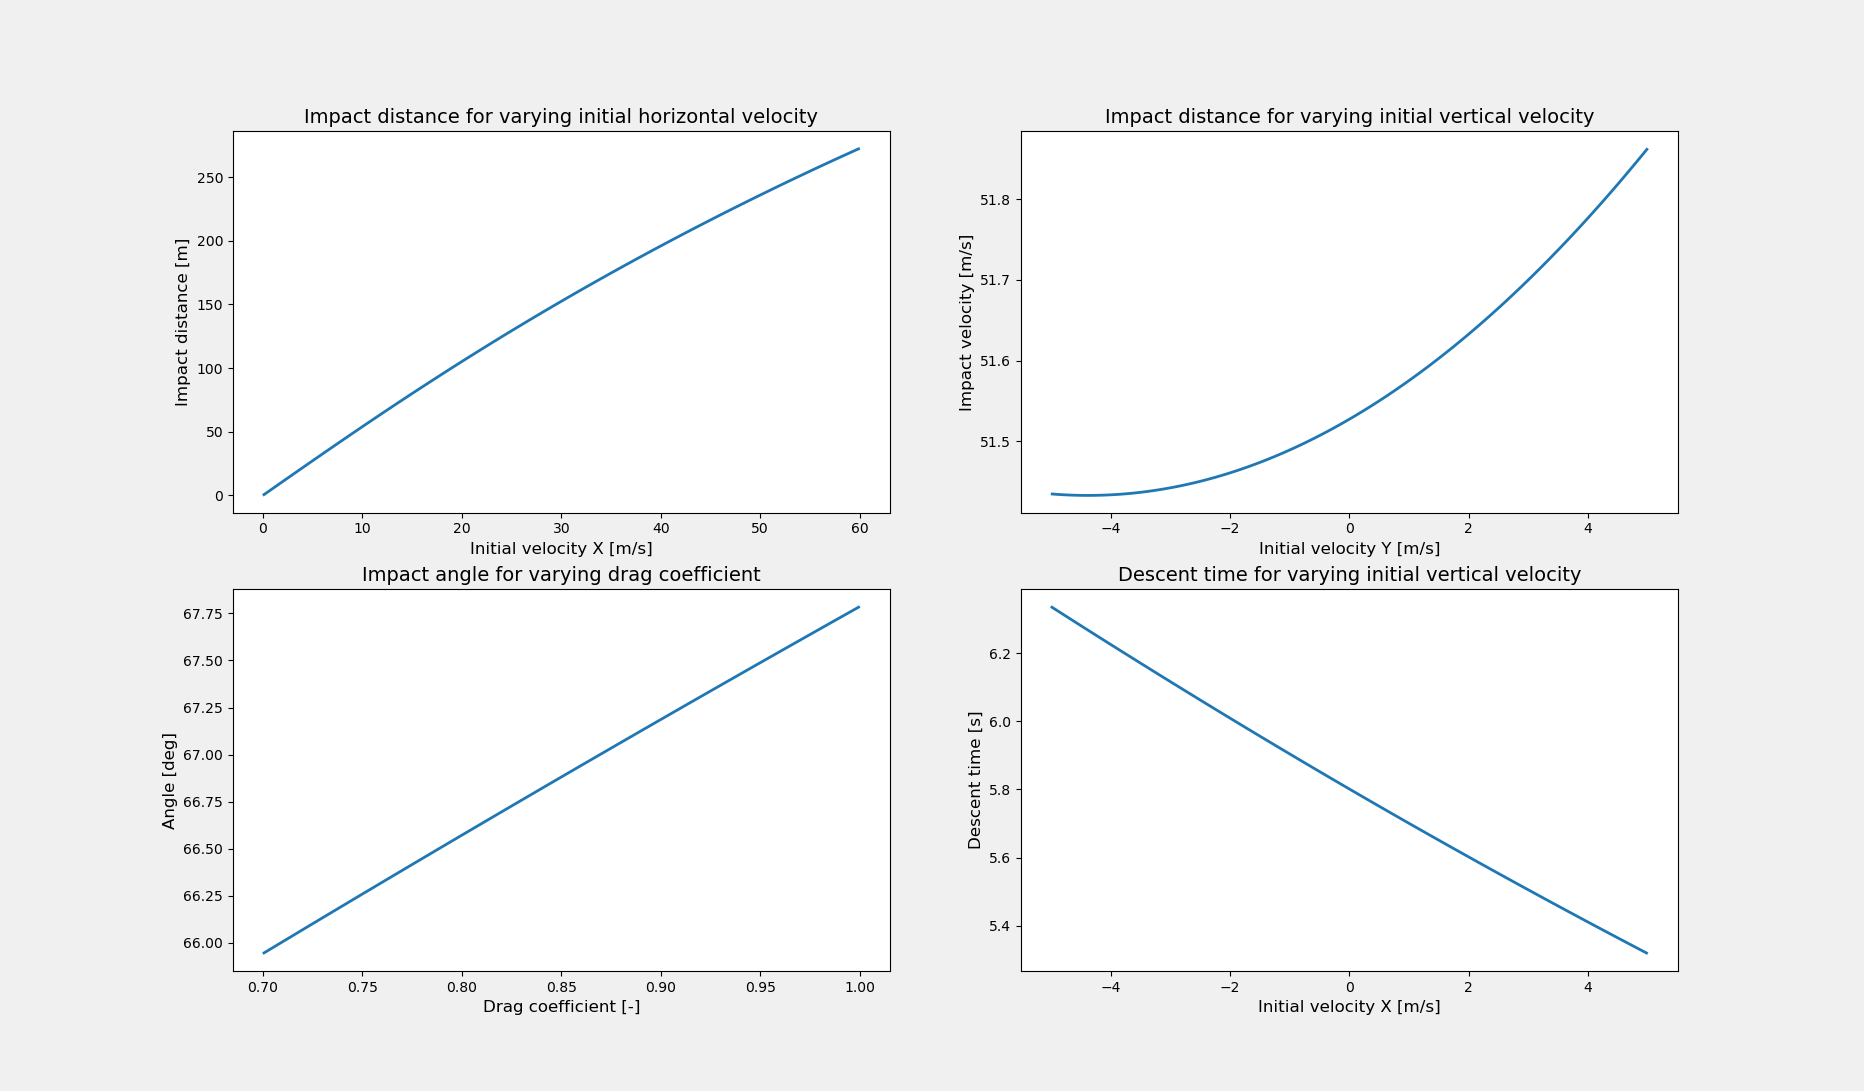 Impact distance for varying initial horizontal velocity
Impact distance [m]
250
200
150
100
50
0
0 10 20 30 40 50 60
Initial velocity X [m/s]
Impact distance for varying initial vertical velocity
Impact velocity [m/s]
51.8
51.7
51.6
51.5
−4 −2 0 2 4
Initial velocity Y [m/s]
Impact angle for varying drag coefficient
Angle [deg]
67.75
67.50
67.25
67.00
66.75
66.50
66.25
66.00
0.70 0.75 0.80 0.85 0.90 0.95 1.00
Drag coefficient [-]
Descent time for varying initial vertical velocity
Descent time [s]
6.2
6.0
5.8
5.6
5.4
−4 −2 0 2 4
Initial velocity X [m/s]